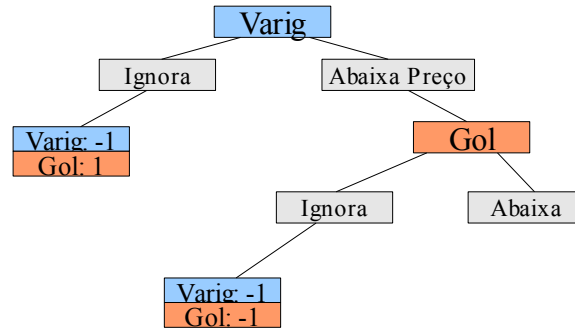 Varig
Ignora
Abaixa Preço
Varig: -1
Gol: 1
Gol
Ignora
Abaixa
Varig: -1
Gol: -1